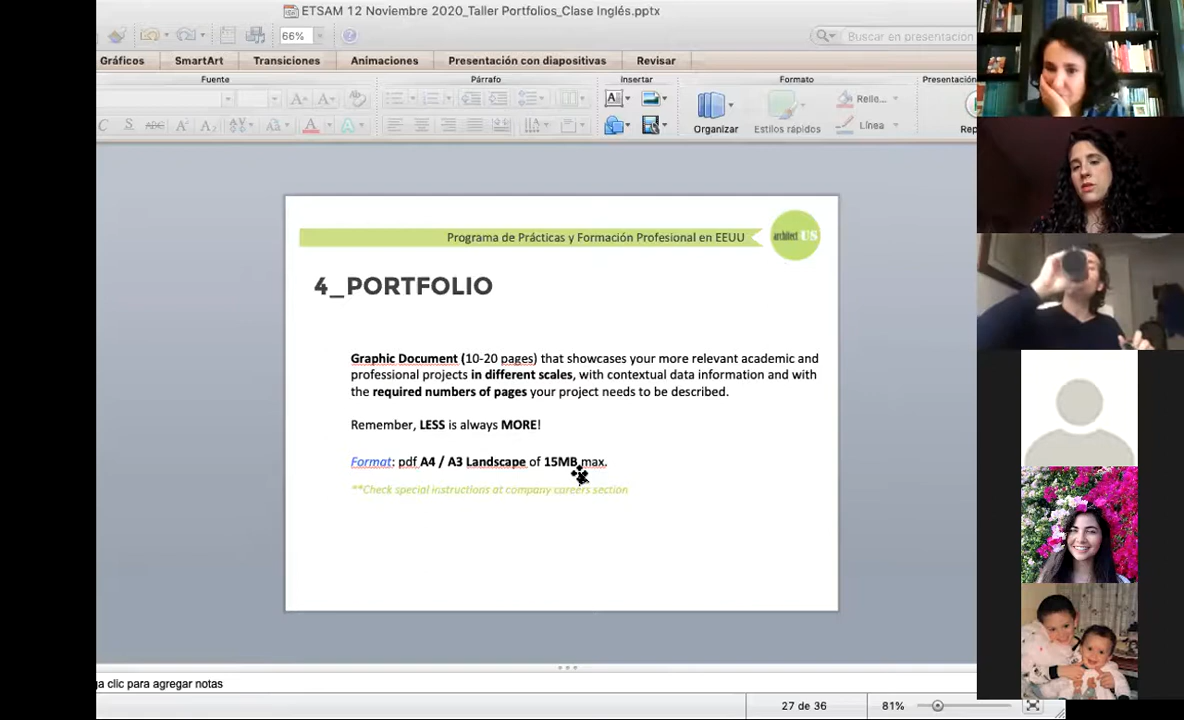 ETSAM 12 Noviembre 2020_Taller Portfolios_Clase Inglés.pptx
66%
Buscar en presentación
Gráficos
SmartArt
Transiciones
Animaciones
Presentación con diapositivas
Revisar
Fuente
Párrafo
Insertar
Formato
Presentación
Organizar
Estilos rápidos
Relle...
Línea
Programa de Prácticas y Formación Profesional en EEUU
architect-US
4_PORTFOLIO
Graphic Document (10-20 pages) that showcases your more relevant academic and
professional projects in different scales, with contextual data information and with
the required numbers of pages your project needs to be described.
Remember, LESS is always MORE!
Format: pdf A4 / A3 Landscape of 15MB max.
**Check special instructions at company careers section
ga clic para agregar notas
27 de 36
81%